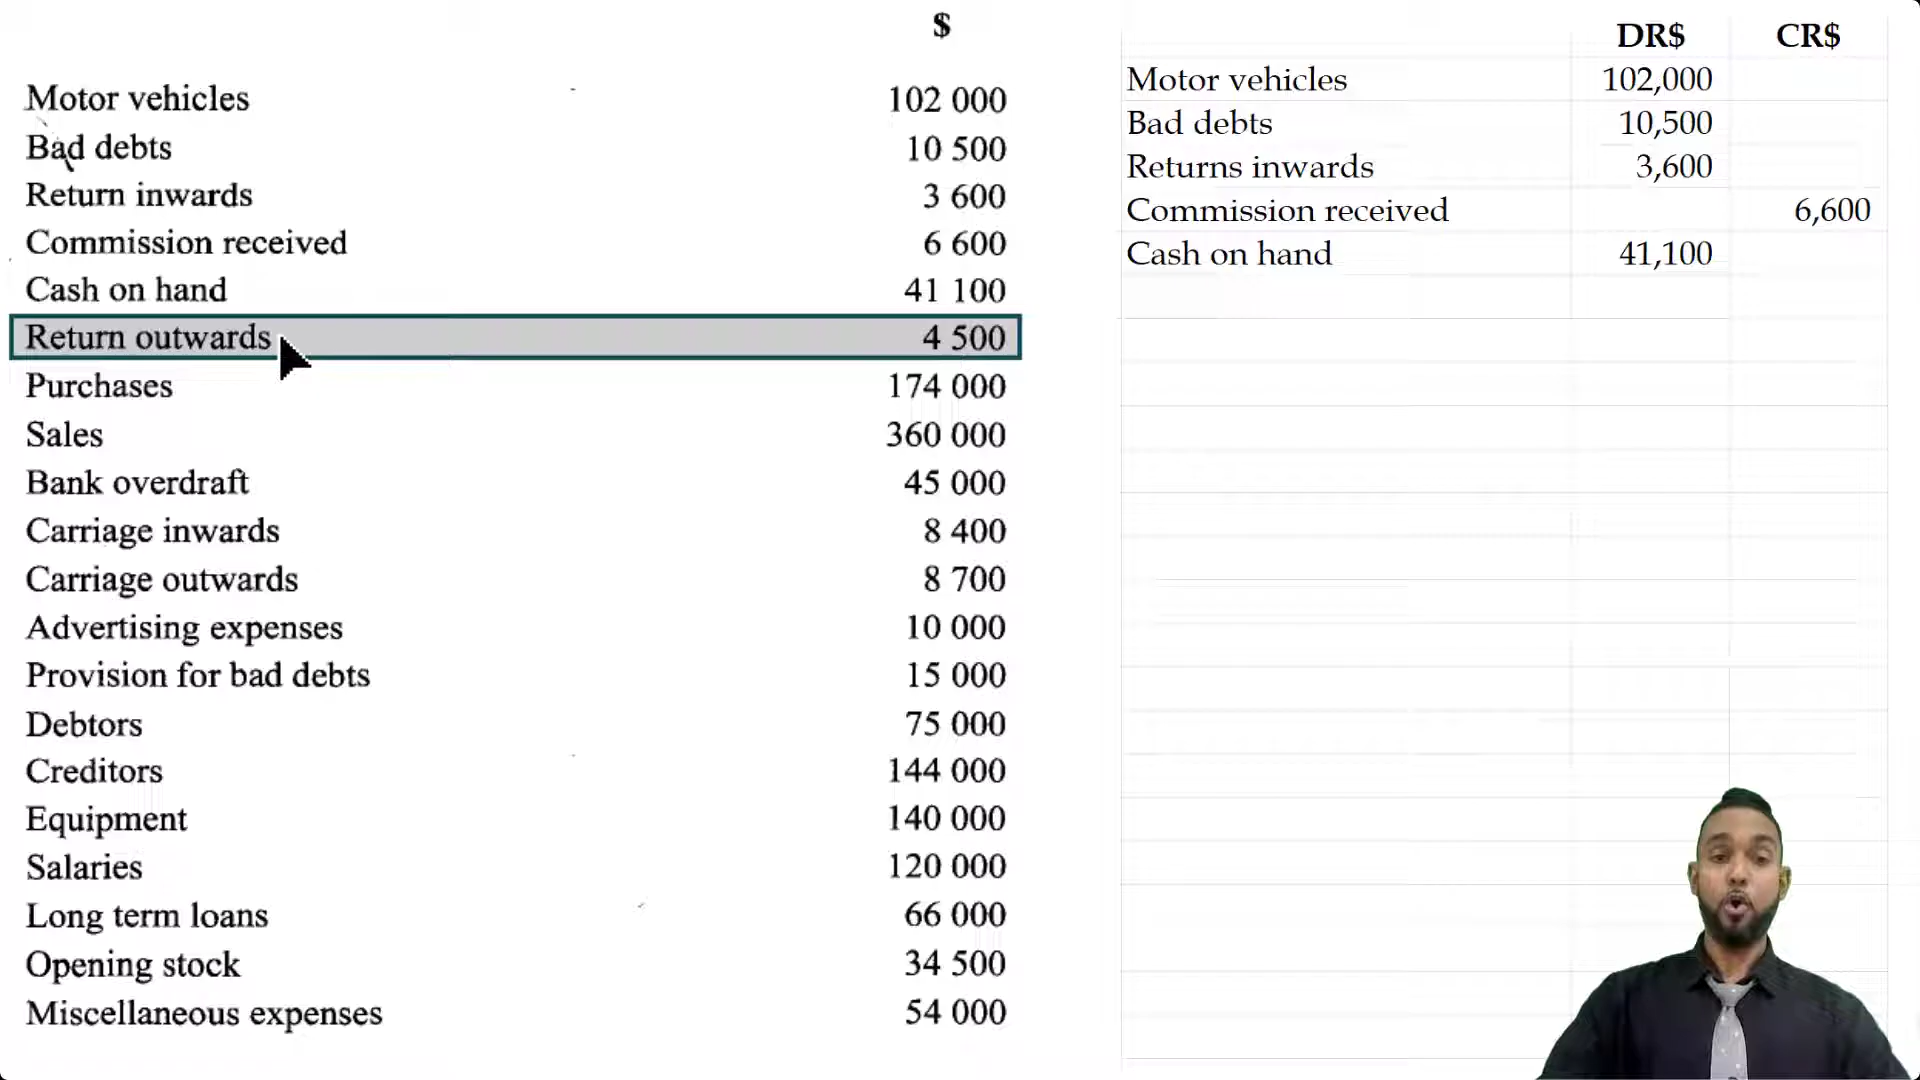 $
Motor vehicles 102 000
Bad debts 10 500
Return inwards 3 600
Commission received 6 600
Cash on hand 41 100
Return outwards 4 500
Purchases 174 000
Sales 360 000
Bank overdraft 45 000
Carriage inwards 8 400
Carriage outwards 8 700
Advertising expenses 10 000
Provision for bad debts 15 000
Debtors 75 000
Creditors 144 000
Equipment 140 000
Salaries 120 000
Long term loans 66 000
Opening stock 34 500
Miscellaneous expenses 54 000
DR$ CR$
Motor vehicles 102,000
Bad debts 10,500
Returns inwards 3,600
Commission received 6,600
Cash on hand 41,100